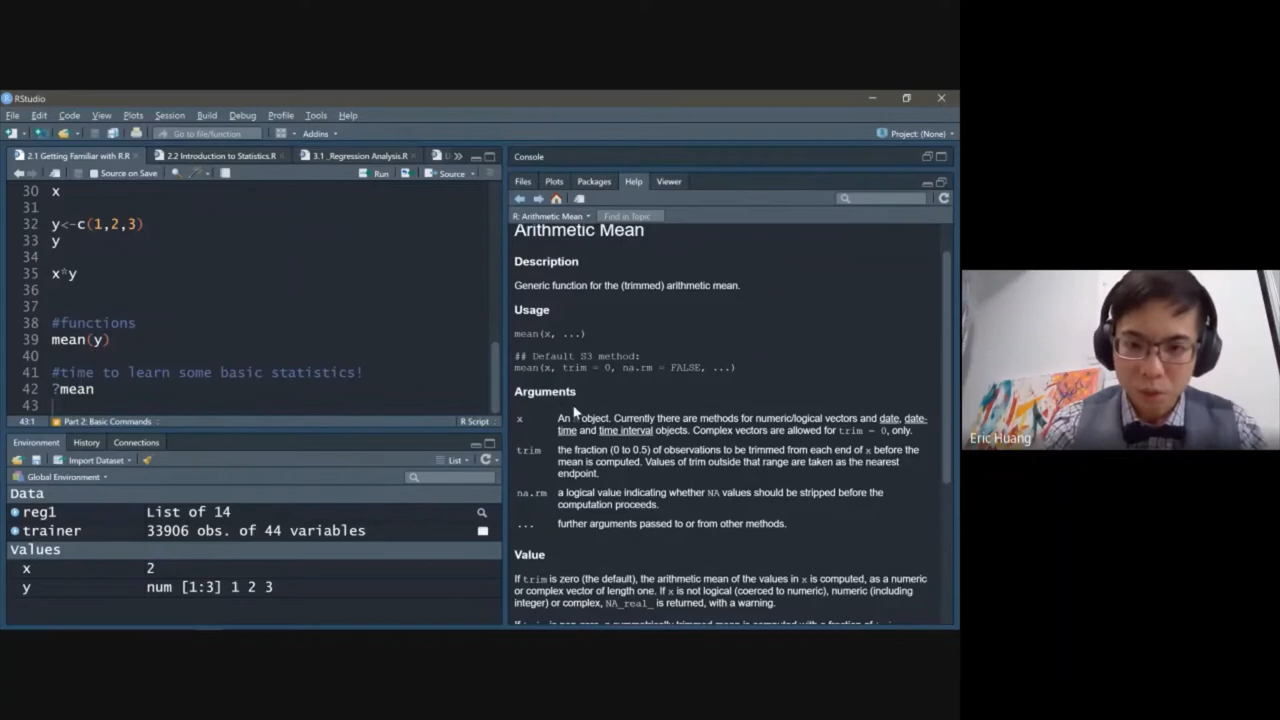 RStudio
File Edit Code View Plots Session Build Debug Profile Tools Help
Go to file/function Addins Project: (None)
2.1 Getting Familiar with R.R 2.2 Introduction to Statistics.R 3.1 _Regression Analysis.R
Source on Save Run Source
30 x
31
32 y<-c(1,2,3)
33 y
34
35 x*y
36
37
38 #functions
39 mean(y)
40
41 #time to learn some basic statistics!
42 ?mean
43
43:1 Part 2: Basic Commands R Script
Environment History Connections
Import Dataset List
Global Environment
Data
reg1 List of 14
trainer 33906 obs. of 44 variables
Values
x 2
y num [1:3] 1 2 3
Console
Files Plots Packages Help Viewer
R: Arithmetic Mean Find in Topic
Arithmetic Mean
Description
Generic function for the (trimmed) arithmetic mean.
Usage
mean(x, ...)
## Default S3 method:
mean(x, trim = 0, na.rm = FALSE, ...)
Arguments
x An object. Currently there are methods for numeric/logical vectors and date, date-
time and time interval objects. Complex vectors are allowed for trim = 0, only.
trim the fraction (0 to 0.5) of observations to be trimmed from each end of x before the
mean is computed. Values of trim outside that range are taken as the nearest
endpoint.
na.rm a logical value indicating whether NA values should be stripped before the
computation proceeds.
... further arguments passed to or from other methods.
Value
If trim is zero (the default), the arithmetic mean of the values in x is computed, as a numeric
or complex vector of length one. If x is not logical (coerced to numeric), numeric (including
integer) or complex, NA_real_ is returned, with a warning.
Eric Huang